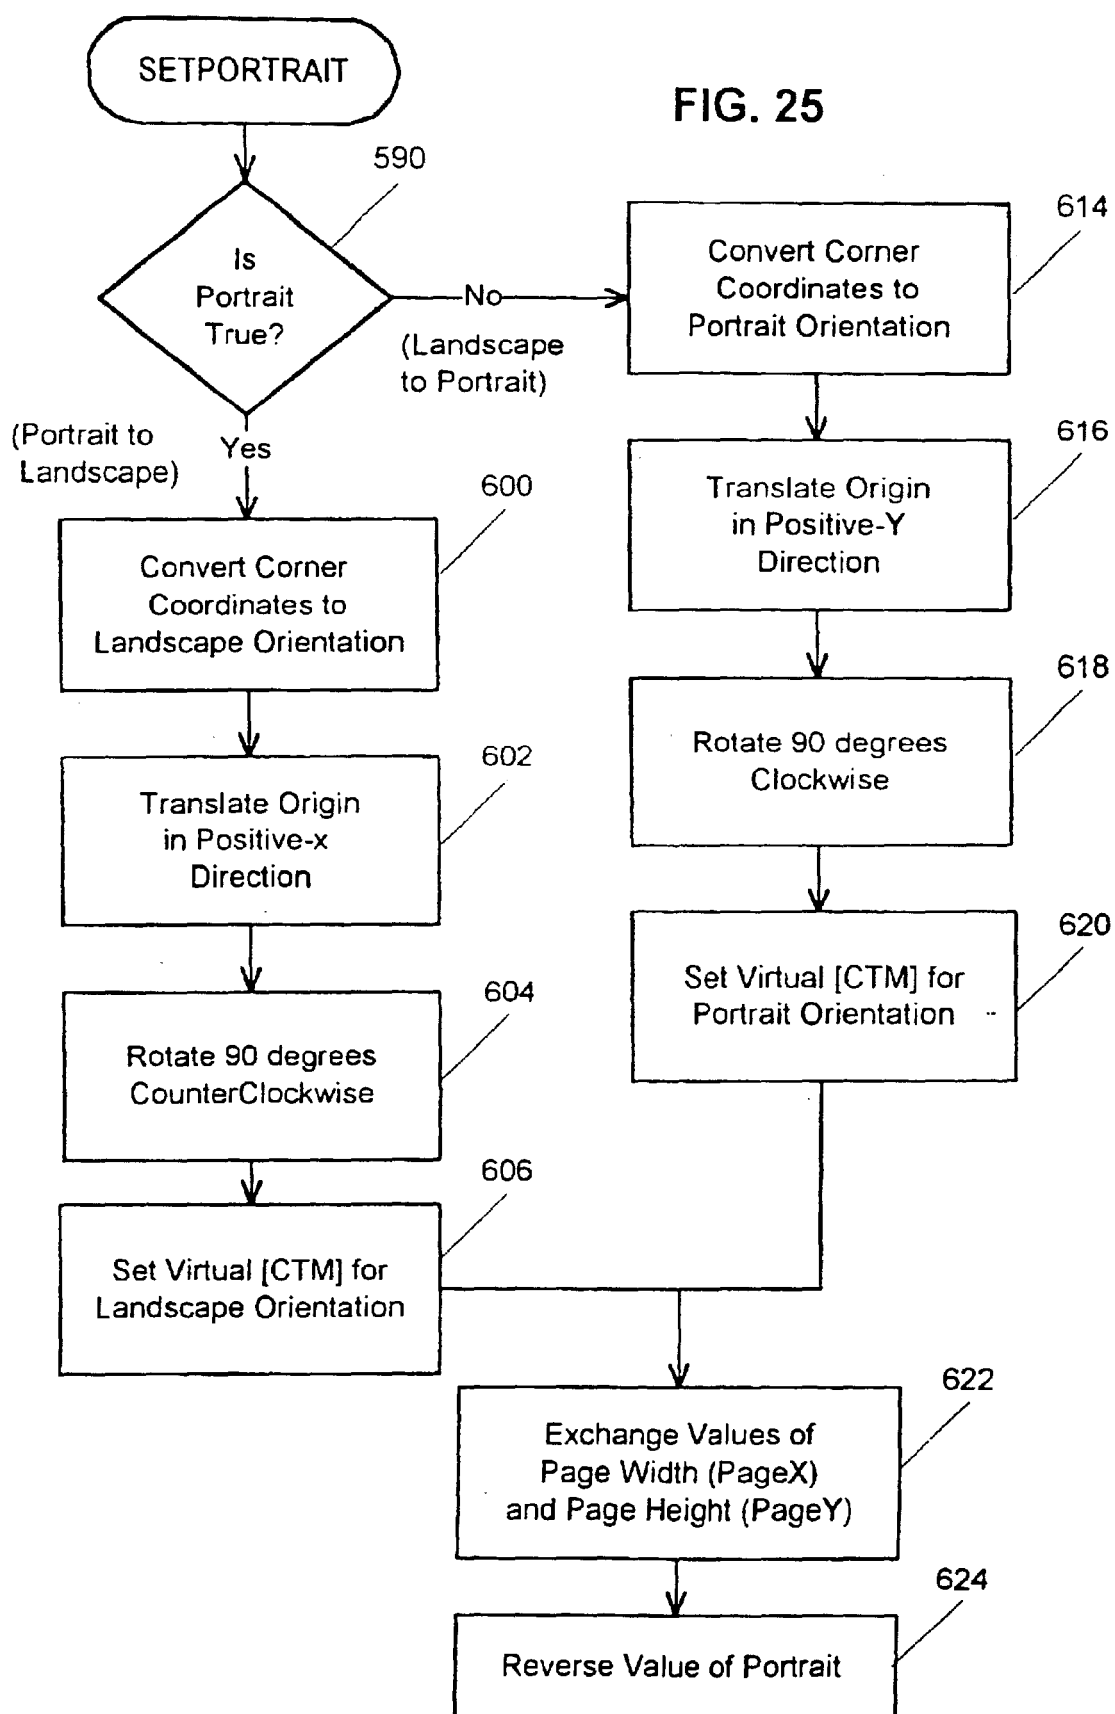 SETPORTRAIT
FIG. 25
590
Is
Portrait
True?
No
(Landscape
to Portrait)
(Portrait to
Landscape)
Yes
600
Convert Corner
Coordinates to
Landscape Orientation
602
Translate Origin
in Positive-x
Direction
604
Rotate 90 degrees
CounterClockwise
606
Set Virtual [CTM] for
Landscape Orientation
614
Convert Corner
Coordinates to
Portrait Orientation
616
Translate Origin
in Positive-Y
Direction
618
Rotate 90 degrees
Clockwise
620
Set Virtual [CTM] for
Portrait Orientation
622
Exchange Values of
Page Width (PageX)
and Page Height (PageY)
624
Reverse Value of Portrait